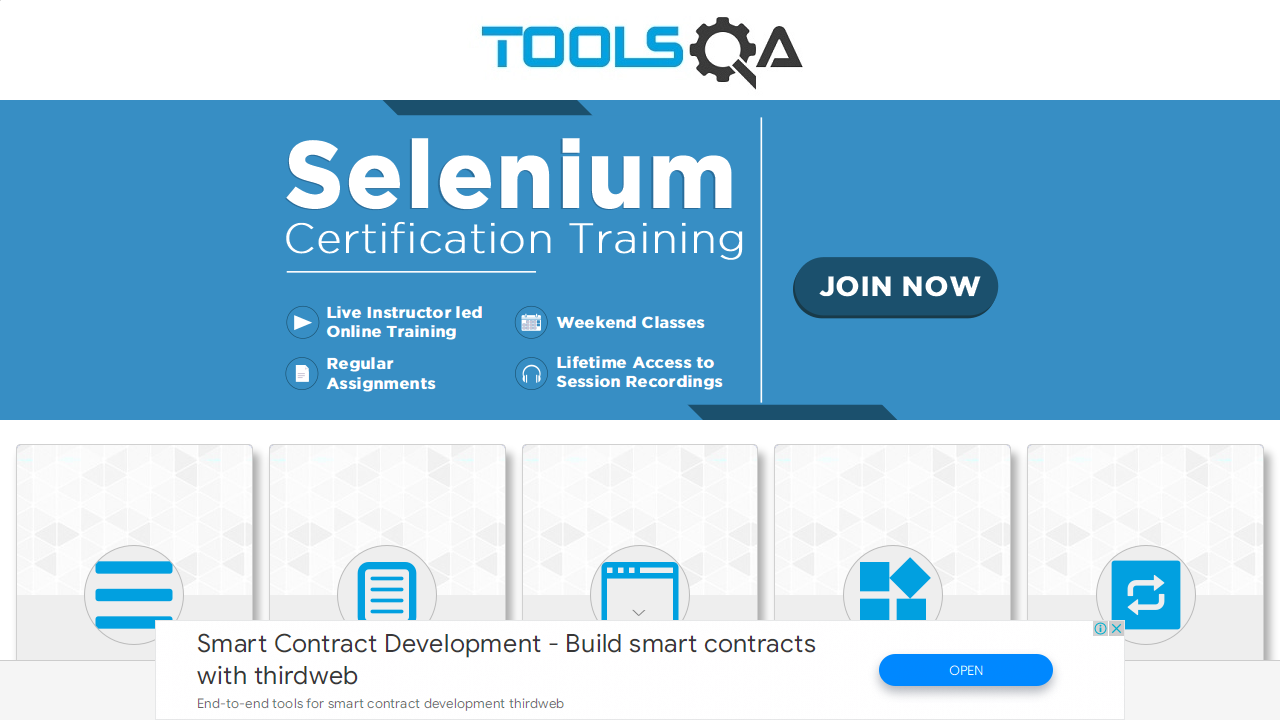 TOOLSQA
Selenium
Certification Training
JOIN NOW
Live Instructor led
Online Training
Weekend Classes
Regular
Assignments
Lifetime Access to
Session Recordings
Smart Contract Development - Build smart contracts
with thirdweb
End-to-end tools for smart contract development thirdweb
OPEN